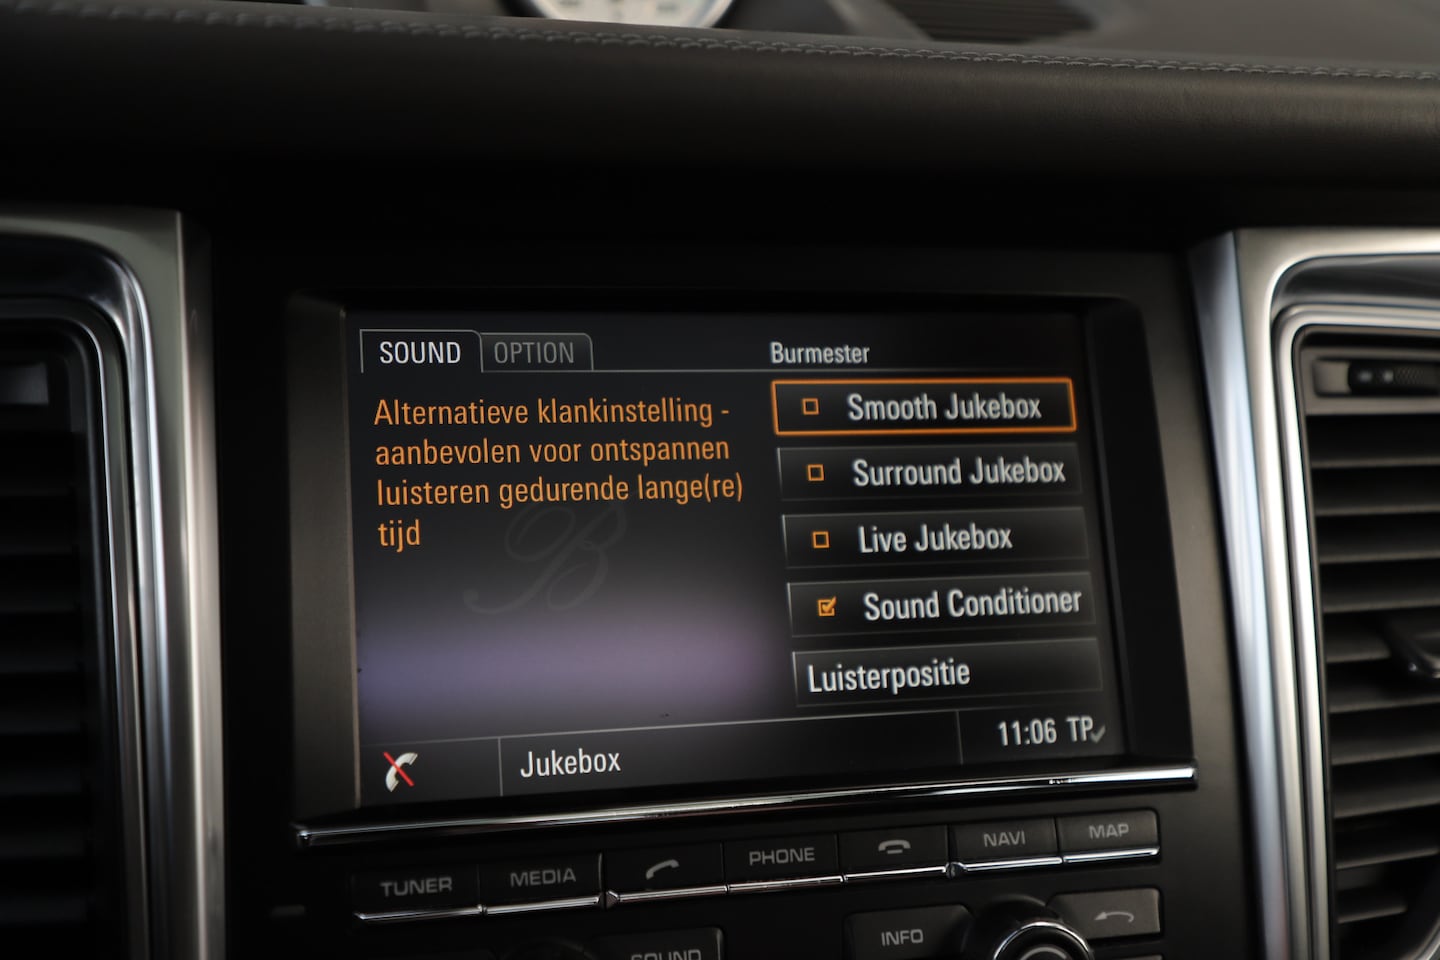 SOUND OPTION Burmester
Alternatieve klankinstelling -
aanbevolen voor ontspannen
luisteren gedurende lange(re)
tijd
B
Smooth Jukebox
Surround Jukebox
Live Jukebox
Sound Conditioner
Luisterpositie
Jukebox 11:06 TP
TUNER MEDIA PHONE NAVI MAP
SOUND INFO